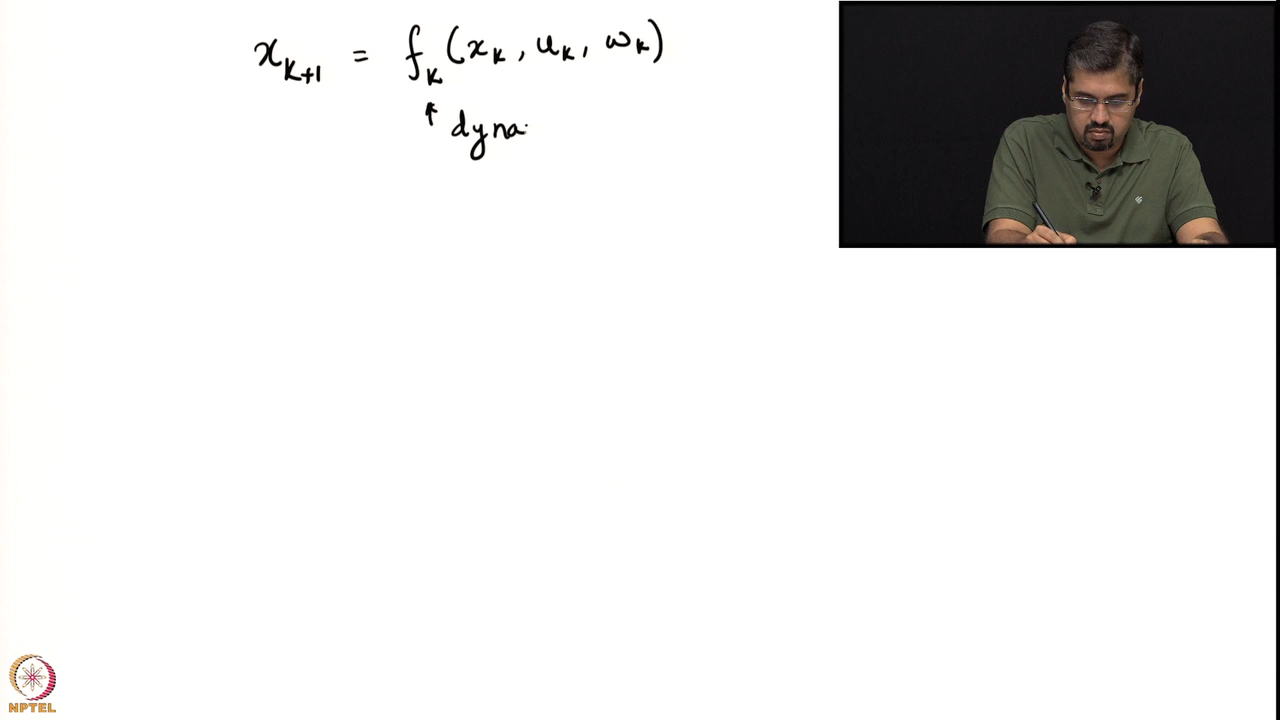 x_{k+1} = f_k (x_k, u_k, w_k)
↑ dyna
NPTEL